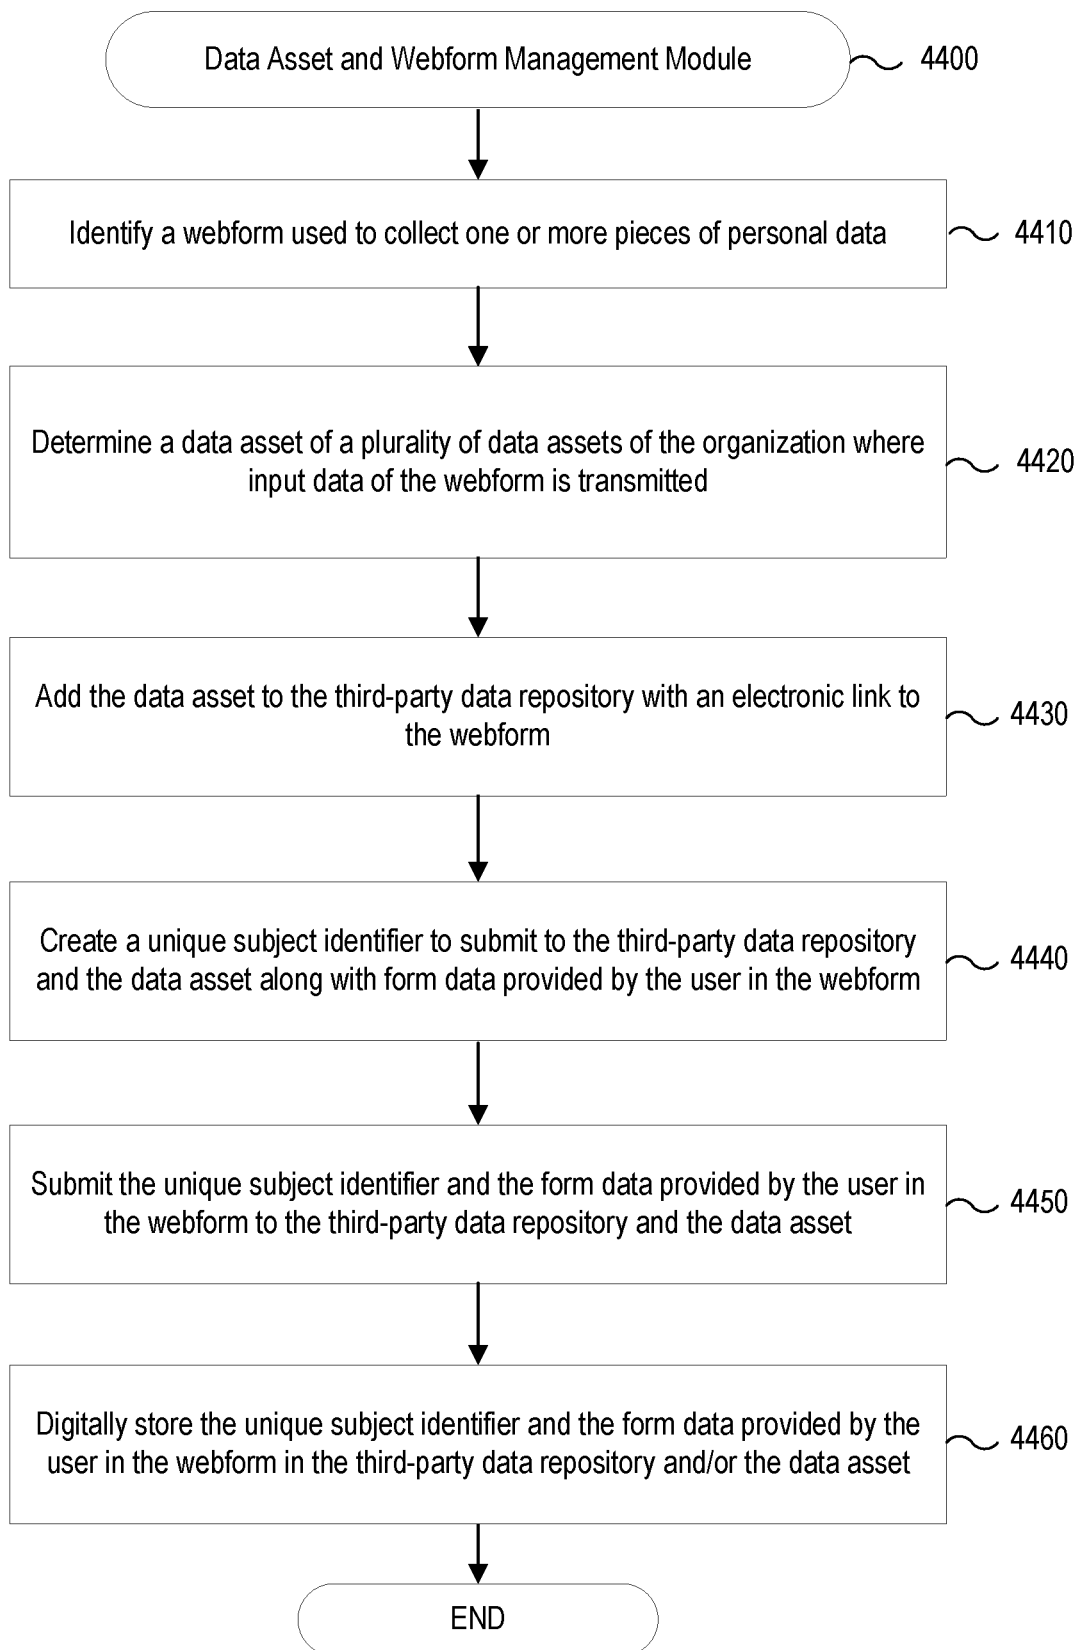 Data Asset and Webform Management Module
4400
Identify a webform used to collect one or more pieces of personal data
4410
Determine a data asset of a plurality of data assets of the organization where
input data of the webform is transmitted
4420
Add the data asset to the third-party data repository with an electronic link to
the webform
4430
Create a unique subject identifier to submit to the third-party data repository
and the data asset along with form data provided by the user in the webform
4440
Submit the unique subject identifier and the form data provided by the user in
the webform to the third-party data repository and the data asset
4450
Digitally store the unique subject identifier and the form data provided by the
user in the webform in the third-party data repository and/or the data asset
4460
END